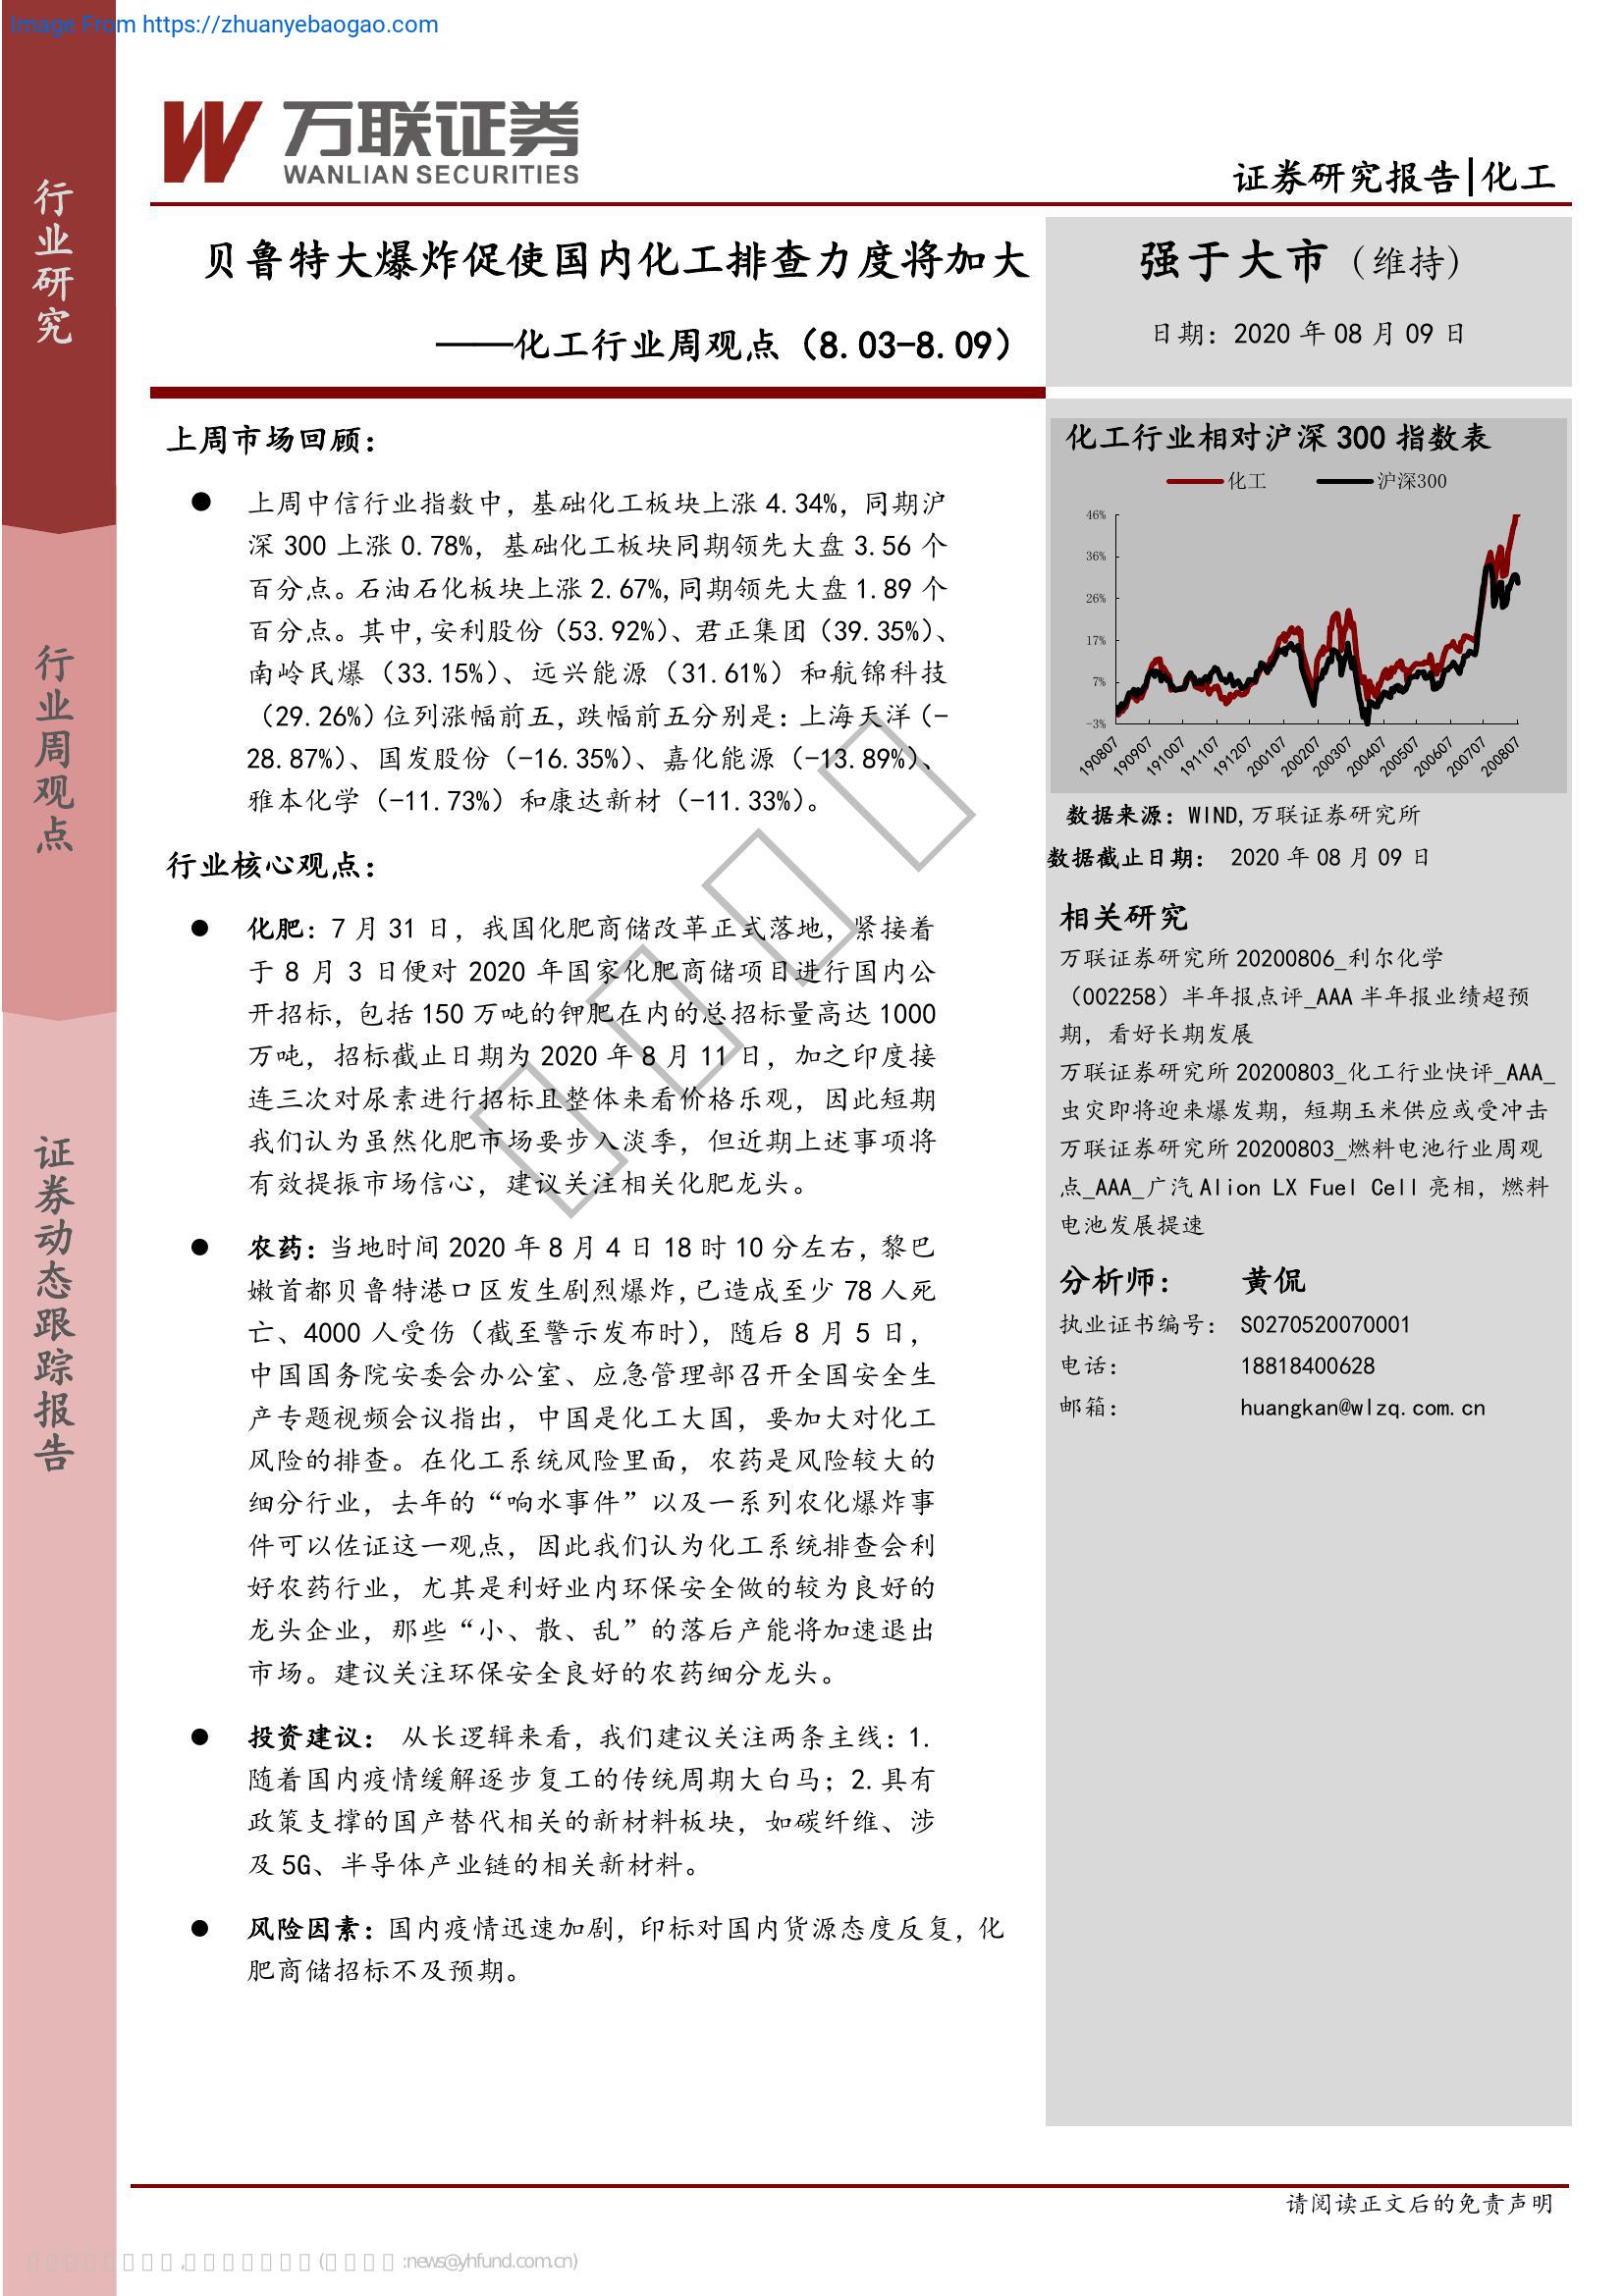 Image From https://zhuanyebaogao.com
万联证券
WANLIAN SECURITIES
证券研究报告|化工
行业研究
行业周观点
证券动态跟踪报告
贝鲁特大爆炸促使国内化工排查力度将加大
——化工行业周观点（8.03-8.09）
强于大市（维持）
日期：2020 年 08 月 09 日
上周市场回顾：
● 上周中信行业指数中，基础化工板块上涨 4.34%，同期沪
深 300 上涨 0.78%，基础化工板块同期领先大盘 3.56 个
百分点。石油石化板块上涨 2.67%,同期领先大盘 1.89 个
百分点。其中,安利股份（53.92%）、君正集团（39.35%）、
南岭民爆（33.15%）、远兴能源（31.61%）和航锦科技
（29.26%）位列涨幅前五,跌幅前五分别是：上海天洋（-
28.87%）、国发股份（-16.35%）、嘉化能源（-13.89%）、
雅本化学（-11.73%）和康达新材（-11.33%）。
行业核心观点：
● 化肥：7 月 31 日，我国化肥商储改革正式落地，紧接着
于 8 月 3 日便对 2020 年国家化肥商储项目进行国内公
开招标，包括 150 万吨的钾肥在内的总招标量高达 1000
万吨，招标截止日期为 2020 年 8 月 11 日，加之印度接
连三次对尿素进行招标且整体来看价格乐观，因此短期
我们认为虽然化肥市场要步入淡季，但近期上述事项将
有效提振市场信心，建议关注相关化肥龙头。
● 农药：当地时间 2020 年 8 月 4 日 18 时 10 分左右，黎巴
嫩首都贝鲁特港口区发生剧烈爆炸,已造成至少 78 人死
亡、4000 人受伤（截至警示发布时），随后 8 月 5 日，
中国国务院安委会办公室、应急管理部召开全国安全生
产专题视频会议指出，中国是化工大国，要加大对化工
风险的排查。在化工系统风险里面，农药是风险较大的
细分行业，去年的“响水事件”以及一系列农化爆炸事
件可以佐证这一观点，因此我们认为化工系统排查会利
好农药行业，尤其是利好业内环保安全做的较为良好的
龙头企业，那些“小、散、乱”的落后产能将加速退出
市场。建议关注环保安全良好的农药细分龙头。
● 投资建议： 从长逻辑来看，我们建议关注两条主线：1.
随着国内疫情缓解逐步复工的传统周期大白马；2.具有
政策支撑的国产替代相关的新材料板块，如碳纤维、涉
及 5G、半导体产业链的相关新材料。
● 风险因素：国内疫情迅速加剧，印标对国内货源态度反复，化
肥商储招标不及预期。
化工行业相对沪深 300 指数表
化工 沪深300
46%
36%
26%
17%
7%
-3%
190807 190907 191007 191107 191207 200107 200207 200307 200407 200507 200607 200707 200807
数据来源：WIND,万联证券研究所
数据截止日期： 2020 年 08 月 09 日
相关研究
万联证券研究所 20200806_利尔化学
（002258）半年报点评_AAA 半年报业绩超预
期，看好长期发展
万联证券研究所 20200803_化工行业快评_AAA_
虫灾即将迎来爆发期，短期玉米供应或受冲击
万联证券研究所 20200803_燃料电池行业周观
点_AAA_广汽 Alion LX Fuel Cell 亮相，燃料
电池发展提速
分析师： 黄侃
执业证书编号： S0270520070001
电话： 18818400628
邮箱： huangkan@wlzq.com.cn
请阅读正文后的免责声明
:news@yhfund.com.cn)